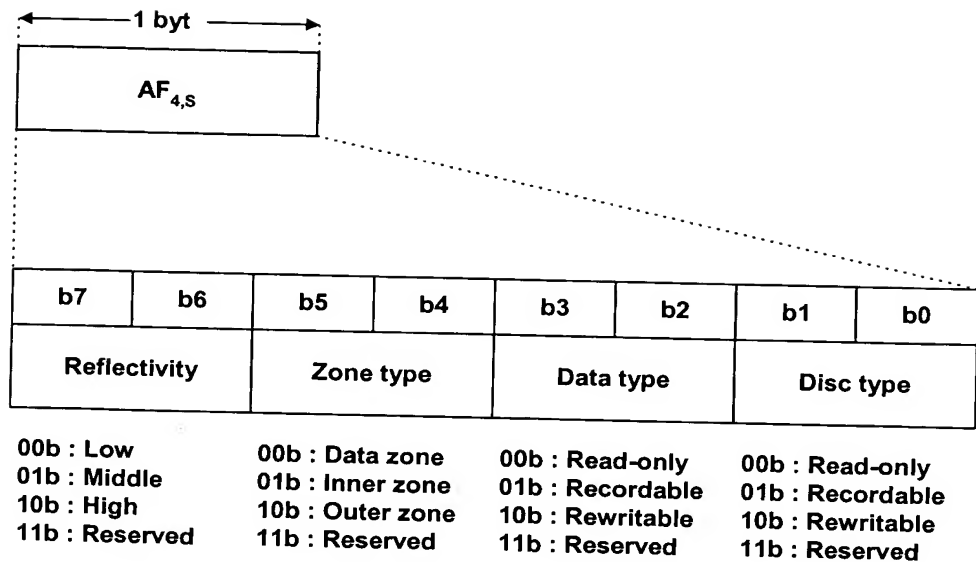 1 byt
AF4,S
b7 b6 b5 b4 b3 b2 b1 b0
Reflectivity Zone type Data type Disc type
00b : Low 00b : Data zone 00b : Read-only 00b : Read-only
01b : Middle 01b : Inner zone 01b : Recordable 01b : Recordable
10b : High 10b : Outer zone 10b : Rewritable 10b : Rewritable
11b : Reserved 11b : Reserved 11b : Reserved 11b : Reserved